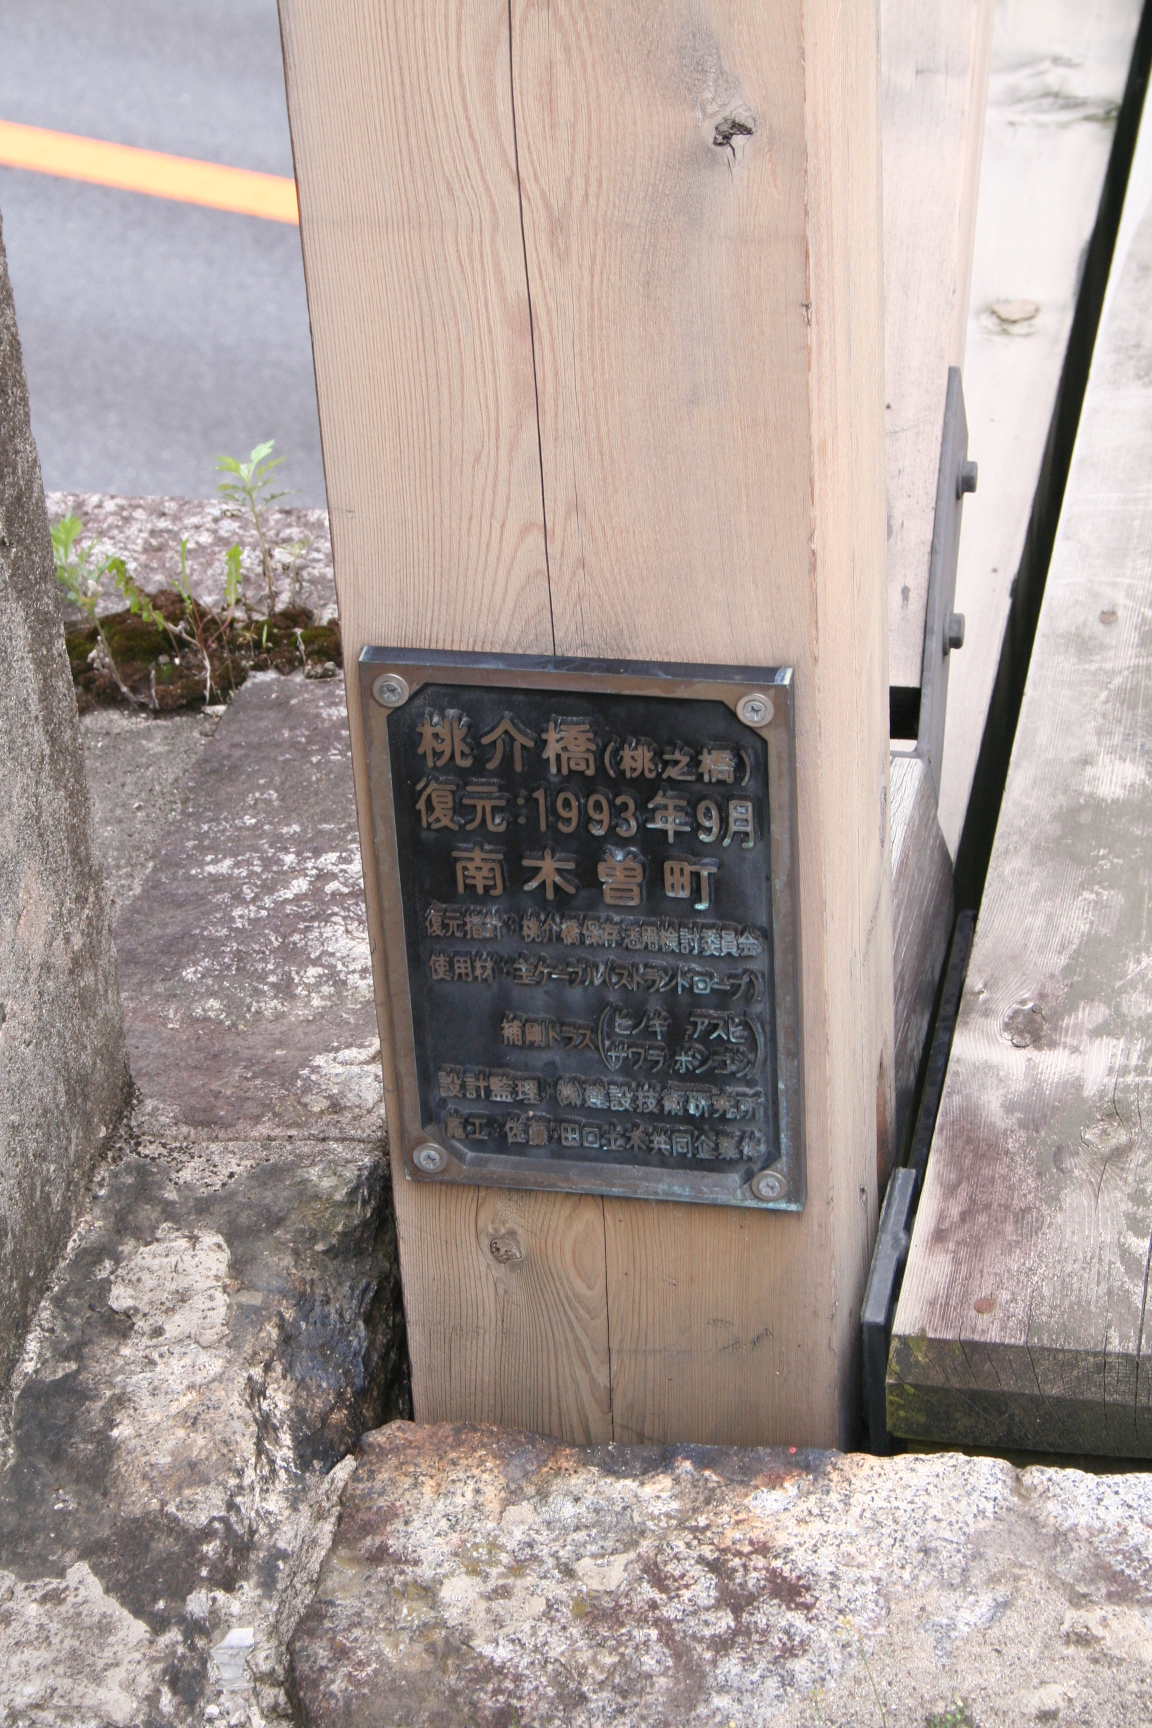 桃介橋(桃之橋)
復元:1993年9月
南木曽町
復元指針:桃介橋保存活用検討委員会
使用材:主ケーブル(ストランドロープ)
補剛トラス(ヒノキ アスヒ
サワラ ボンゴシ)
設計監理:㈱建設技術研究所
施工:佐藤・田口土木共同企業体